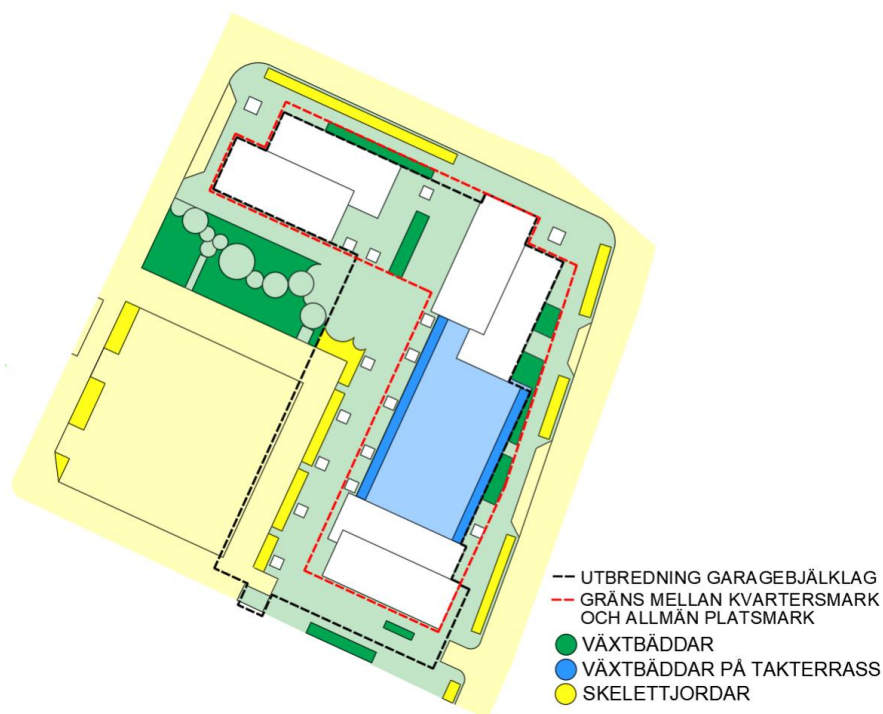 UTBREDNING GARAGEBJÄLKLAG
GRÄNS MELLAN KVARTERSMARK
OCH ALLMÄN PLATSMARK
VÄXTBÄDDAR
VÄXTBÄDDAR PÅ TAKTERRASS
SKELETTJORDAR